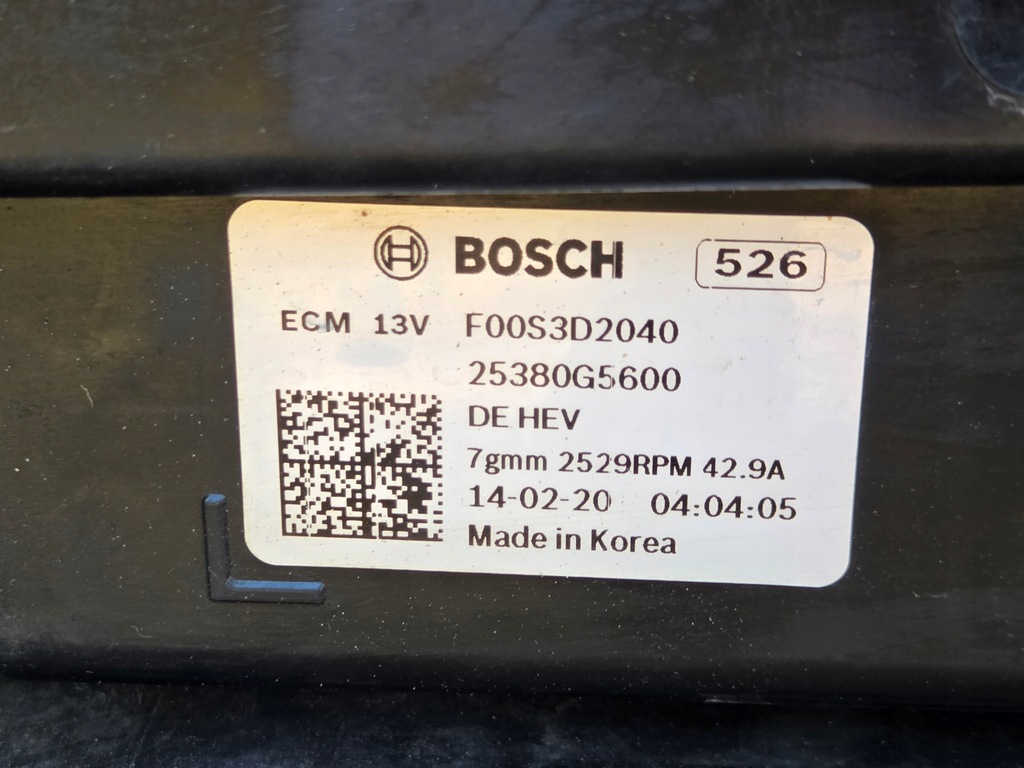 BOSCH 526
ECM 13V F00S3D2040
25380G5600
DE HEV
7gmm 2529RPM 42.9A
14-02-20 04:04:05
Made in Korea